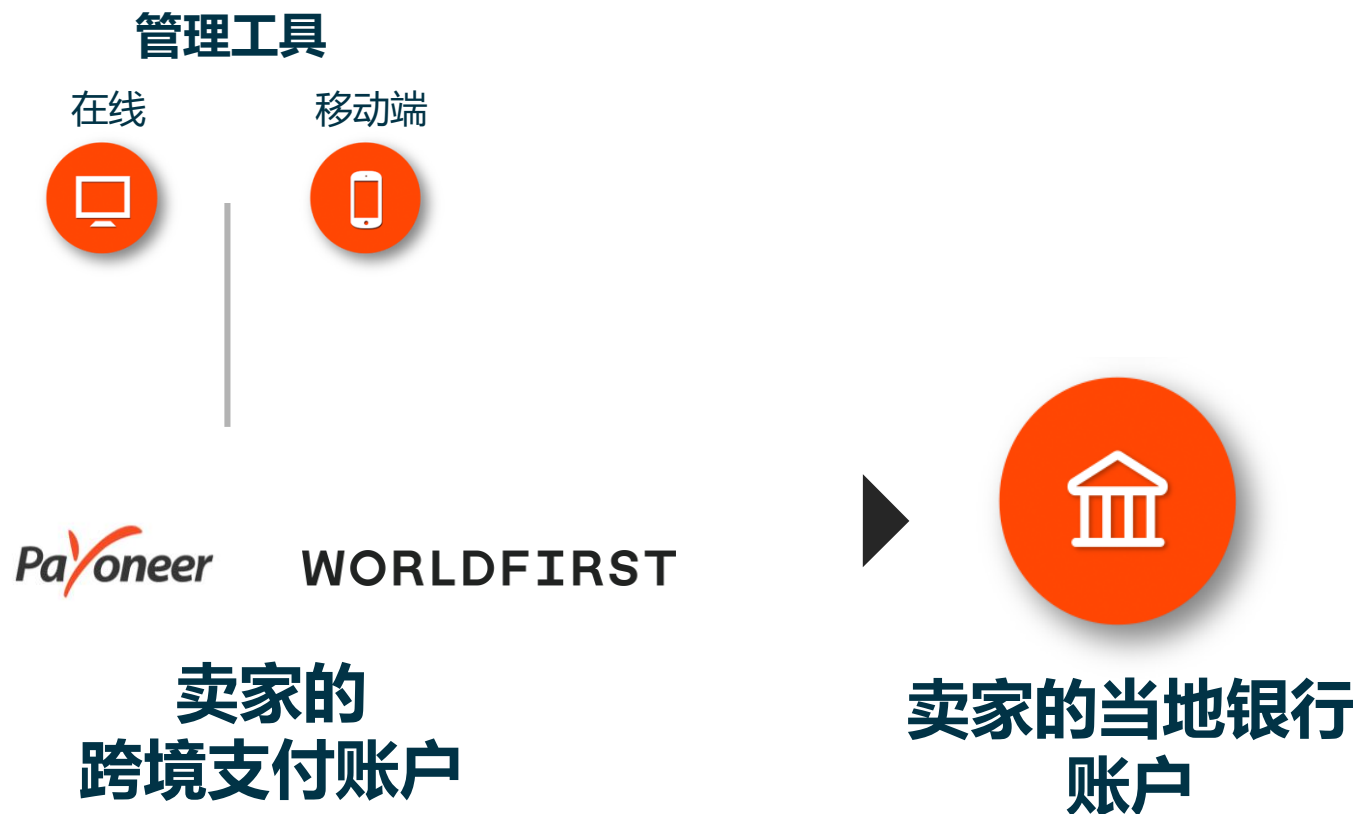 管理工具
在线
移动端
Payoneer
WORLDFIRST
卖家的
跨境支付账户
卖家的当地银行
账户